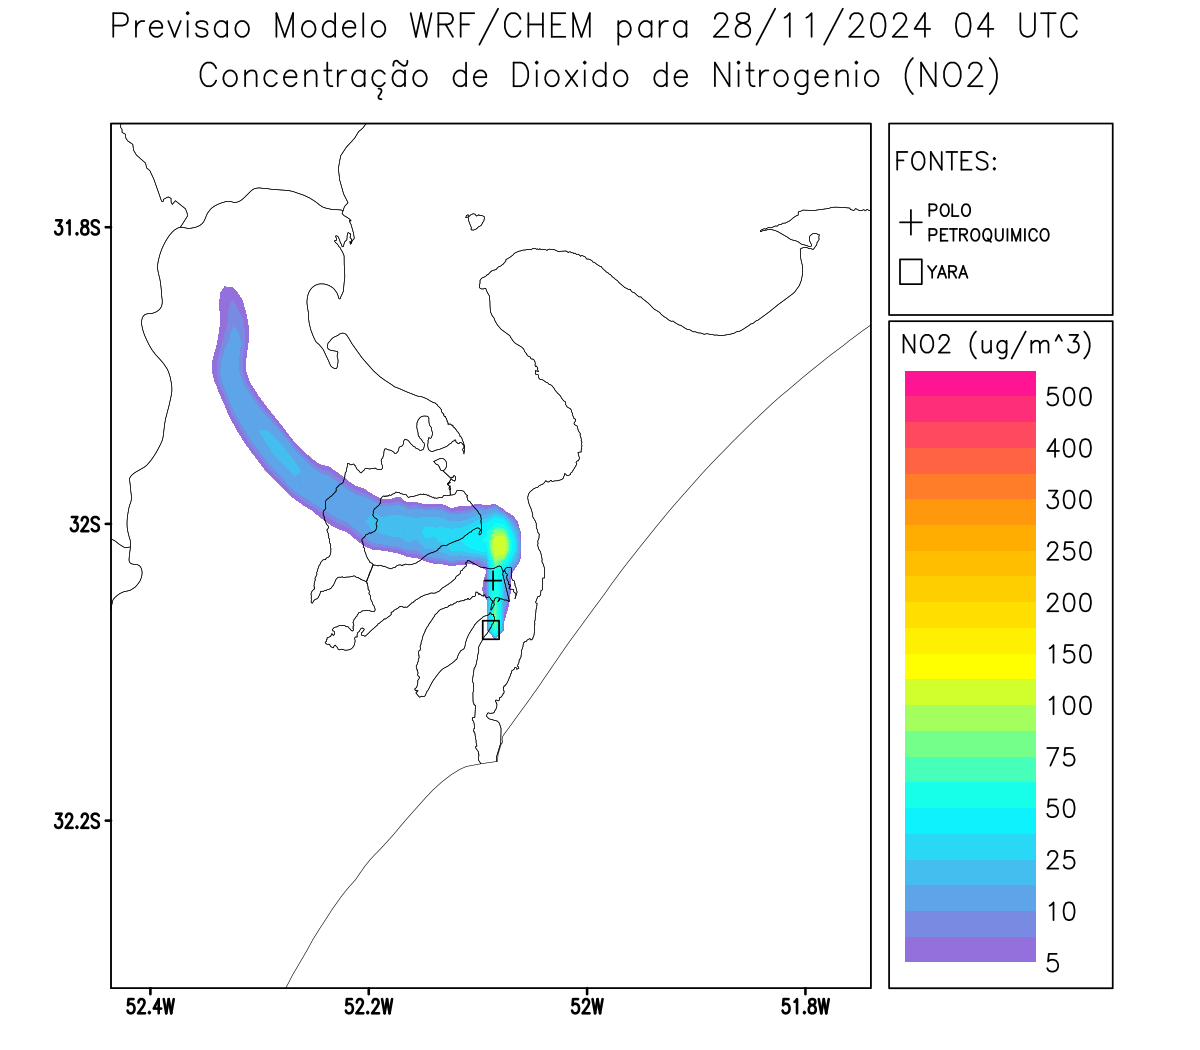 Previsao Modelo WRF/CHEM para 28/11/2024 04 UTC
Concentração de Dioxido de Nitrogenio (NO2)
FONTES:
POLO
PETROQUIMICO
YARA
NO2 (ug/m^3)
500
400
300
250
200
150
100
75
50
25
10
5
31.8S
32S
32.2S
52.4W
52.2W
52W
51.8W